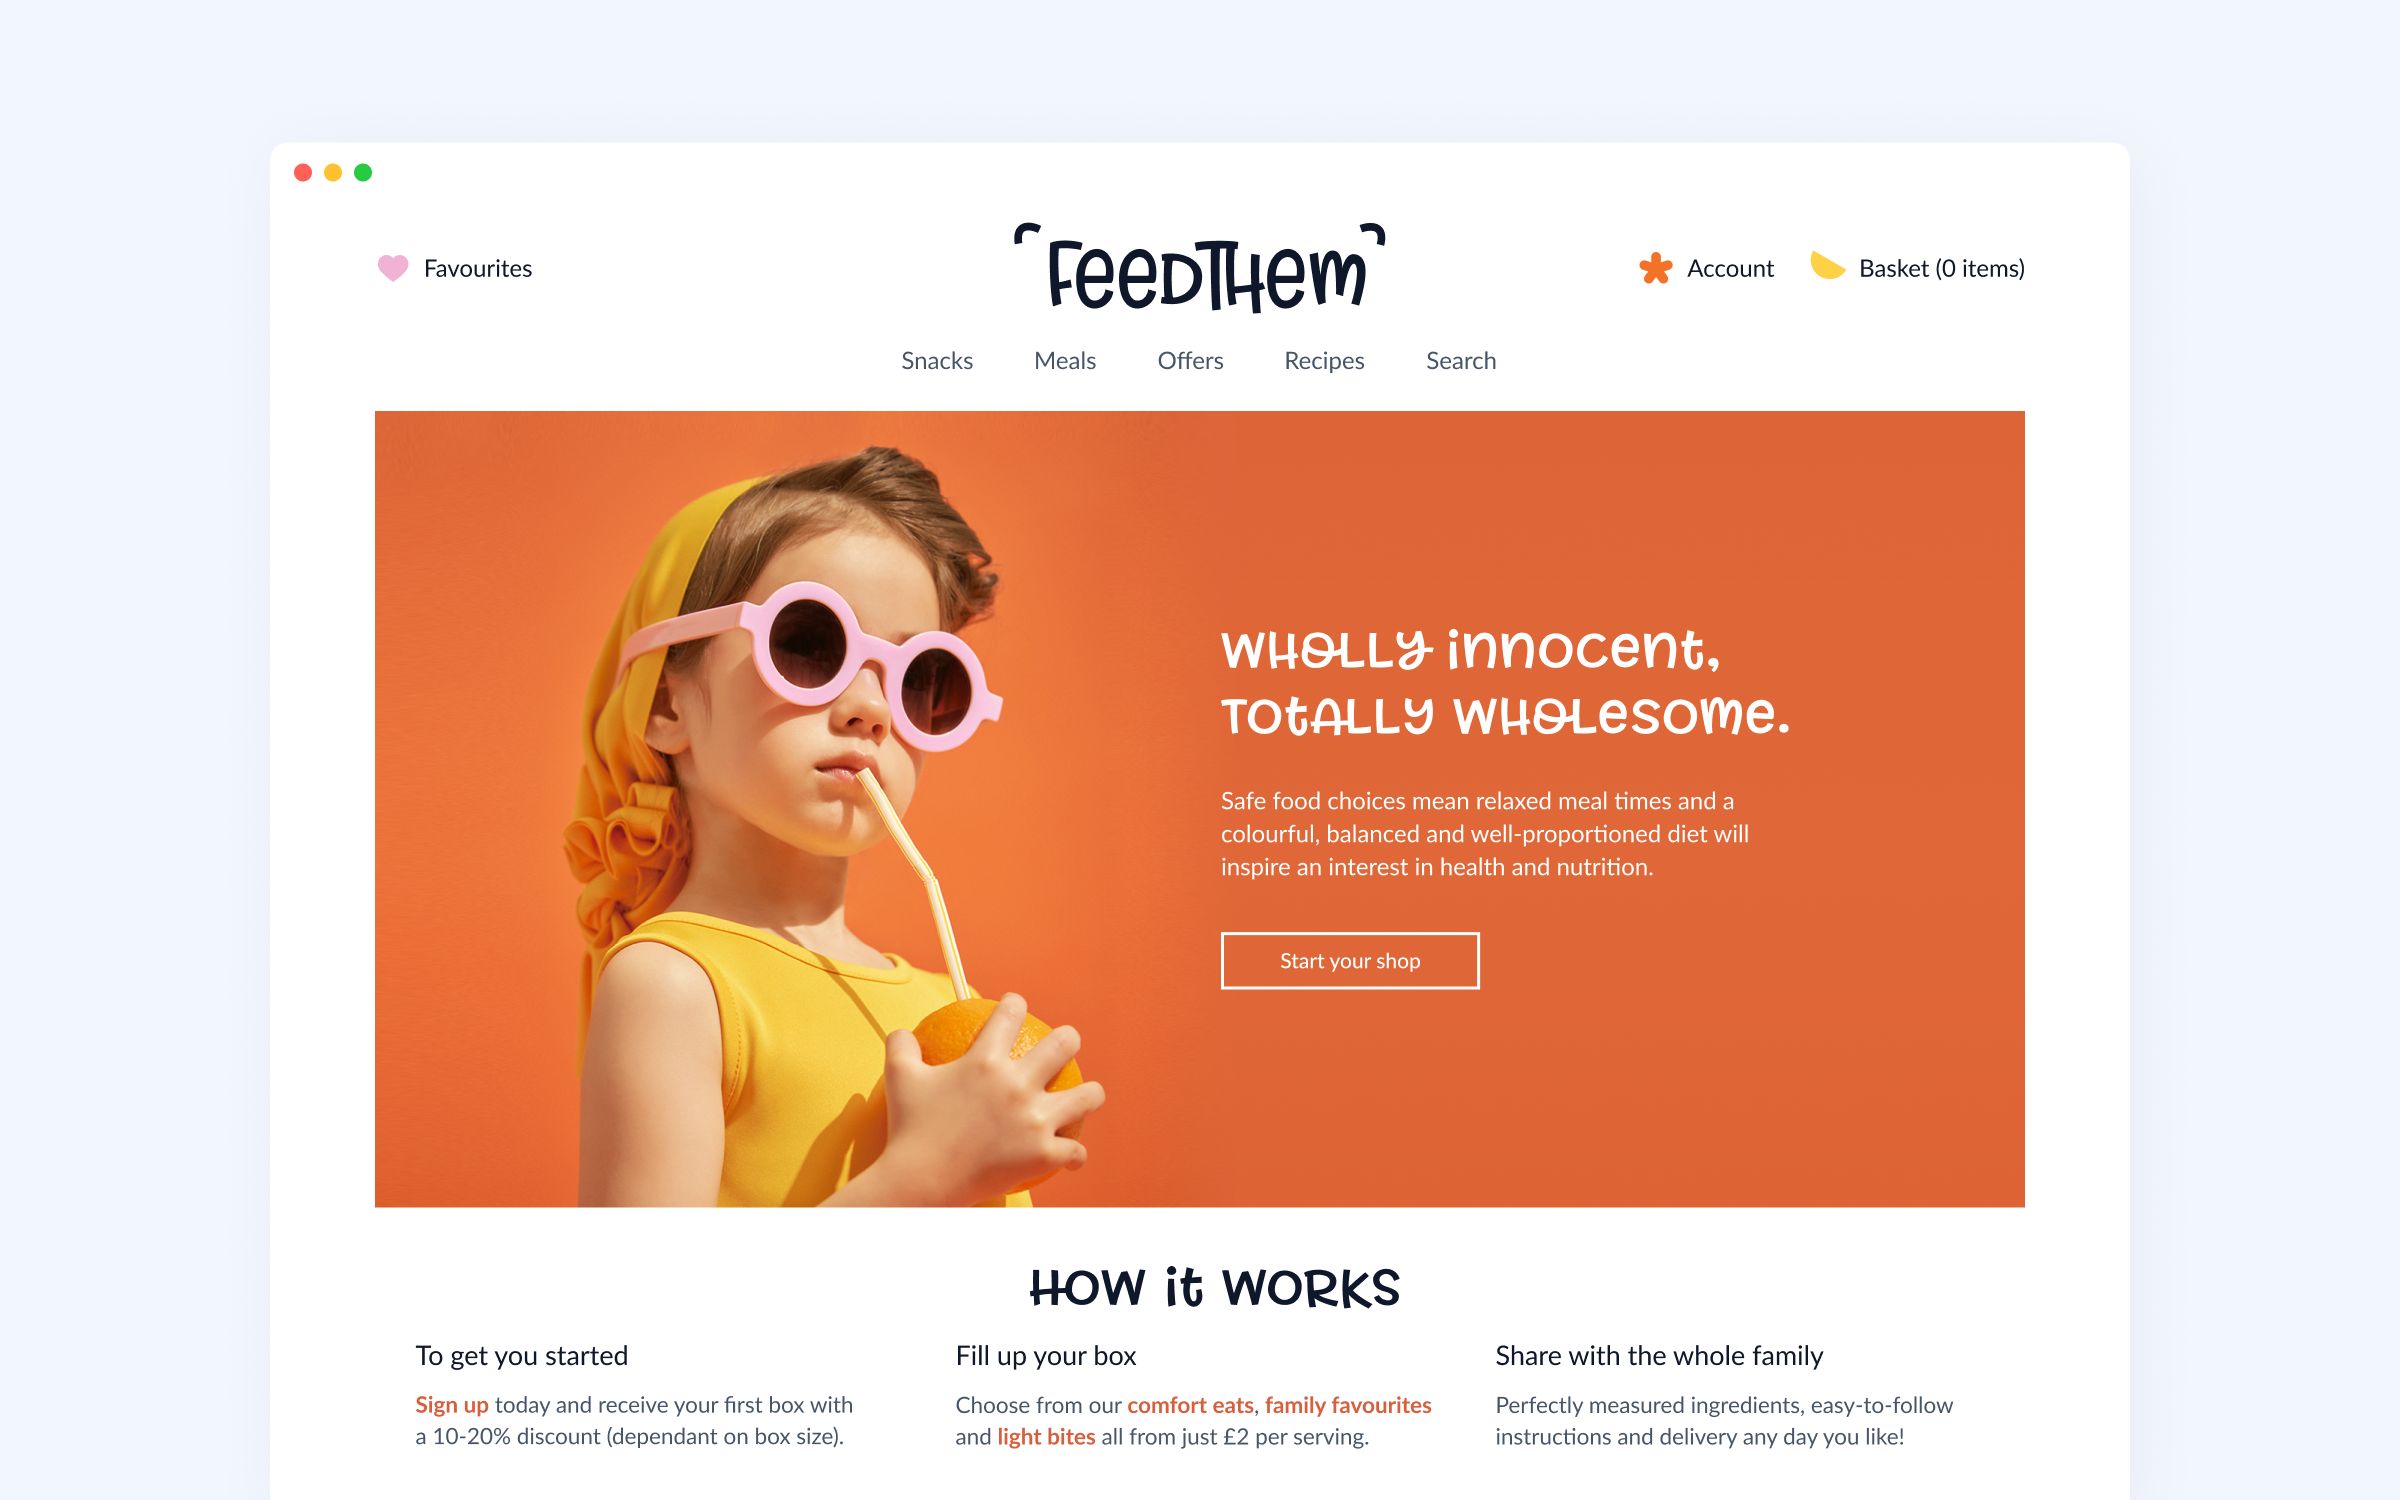 Favourites
FeedThem
Account
Basket (0 items)
Snacks
Meals
Offers
Recipes
Search
WHOLLY innocent,
TOtALLY WHOLesome.
Safe food choices mean relaxed meal times and a
colourful, balanced and well-proportioned diet will
inspire an interest in health and nutrition.
Start your shop
HOW it WORKS
To get you started
Sign up today and receive your first box with
a 10-20% discount (dependant on box size).
Fill up your box
Choose from our comfort eats, family favourites
and light bites all from just £2 per serving.
Share with the whole family
Perfectly measured ingredients, easy-to-follow
instructions and delivery any day you like!